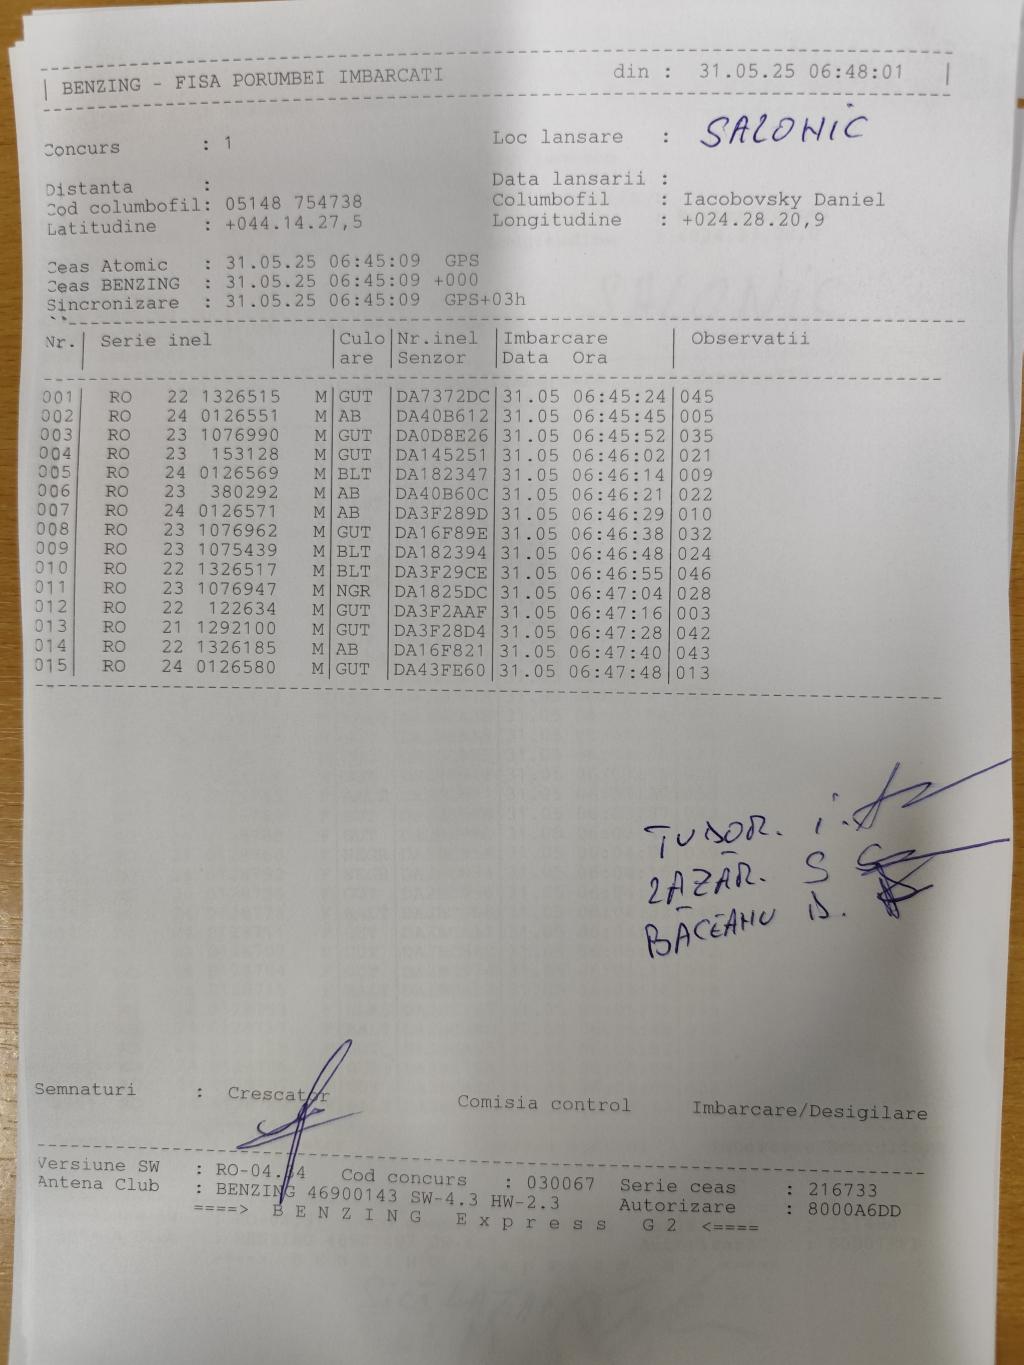 BENZING - FISA PORUMBEI IMBARCATI din : 31.05.25 06:48:01
Concurs : 1 Loc lansare : SALONIC
Distanta : Data lansarii :
Cod columbofil: 05148 754738 Columbofil : Iacobovsky Daniel
Latitudine : +044.14.27,5 Longitudine : +024.28.20,9
Ceas Atomic : 31.05.25 06:45:09 GPS
Ceas BENZING : 31.05.25 06:45:09 +000
Sincronizare : 31.05.25 06:45:09 GPS+03h
Nr. | Serie inel | Culo | Nr.inel | Imbarcare | Observatii
are | Senzor | Data Ora
001 | RO 22 1326515 M | GUT | DA7372DC | 31.05 06:45:24 | 045
002 | RO 24 0126551 M | AB | DA40B612 | 31.05 06:45:45 | 005
003 | RO 23 1076990 M | GUT | DA0D8E26 | 31.05 06:45:52 | 035
004 | RO 23 153128 M | GUT | DA145251 | 31.05 06:46:02 | 021
005 | RO 24 0126569 M | BLT | DA182347 | 31.05 06:46:14 | 009
006 | RO 23 380292 M | AB | DA40B60C | 31.05 06:46:21 | 022
007 | RO 24 0126571 M | AB | DA3F289D | 31.05 06:46:29 | 010
008 | RO 23 1076962 M | GUT | DA16F89E | 31.05 06:46:38 | 032
009 | RO 23 1075439 M | BLT | DA182394 | 31.05 06:46:48 | 024
010 | RO 22 1326517 M | BLT | DA3F29CE | 31.05 06:46:55 | 046
011 | RO 23 1076947 M | NGR | DA1825DC | 31.05 06:47:04 | 028
012 | RO 22 122634 M | GUT | DA3F2AAF | 31.05 06:47:16 | 003
013 | RO 21 1292100 M | GUT | DA3F28D4 | 31.05 06:47:28 | 042
014 | RO 22 1326185 M | AB | DA16F821 | 31.05 06:47:40 | 043
015 | RO 24 0126580 M | GUT | DA43FE60 | 31.05 06:47:48 | 013
TUDOR. I.
LAZĂR. S
BĂCEANU D.
Semnaturi : Crescator Comisia control Imbarcare/Desigilare
Versiune SW : Cod concurs : 030067 Serie ceas : 216733
Antena Club : BENZING 46900143 SW-4.3 HW-2.3 Autorizare : 8000A6DD
====> B E N Z I N G E x p r e s s G 2 <====